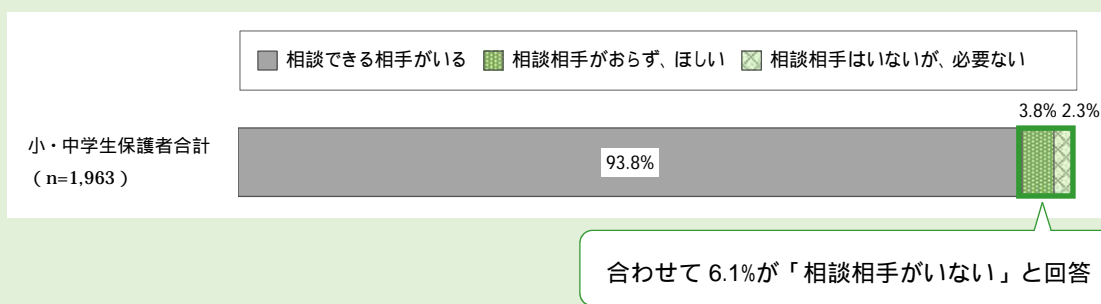 相談できる相手がいる 相談相手がおらず、ほしい 相談相手はいないが、必要ない
3.8% 2.3%
小・中学生保護者合計
（n=1,963）
93.8%
合わせて 6.1%が「相談相手がいない」と回答